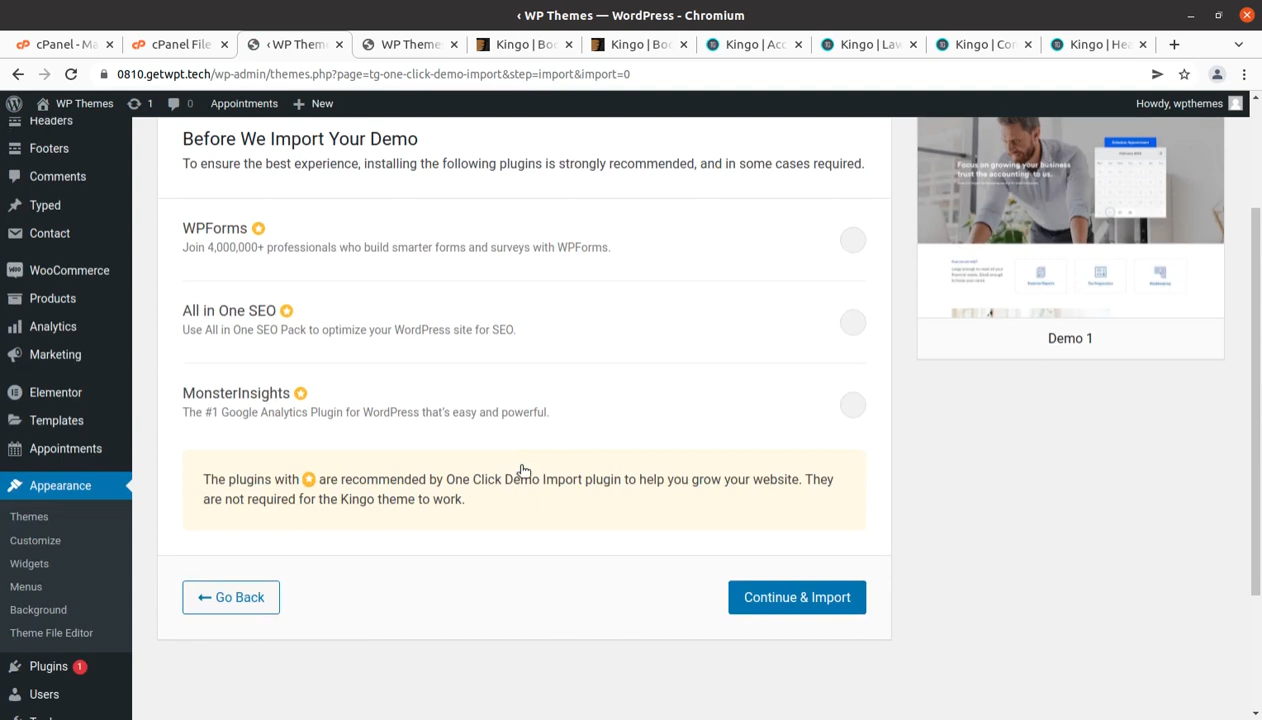 ‹ WP Themes — WordPress - Chromium
cPanel - Ma
cPanel File
‹ WP Them
WP Theme
Kingo | Boo
Kingo | Boo
Kingo | Acc
Kingo | Law
Kingo | Con
Kingo | Hea
0810.getwpt.tech/wp-admin/themes.php?page=tg-one-click-demo-import&step=import&import=0
WP Themes 1 0 Appointments New Howdy, wpthemes
Headers
Footers
Comments
Typed
Contact
WooCommerce
Products
Analytics
Marketing
Elementor
Templates
Appointments
Appearance
Themes
Customize
Widgets
Menus
Background
Theme File Editor
Plugins 1
Users
Before We Import Your Demo
To ensure the best experience, installing the following plugins is strongly recommended, and in some cases required.
WPForms
Join 4,000,000+ professionals who build smarter forms and surveys with WPForms.
All in One SEO
Use All in One SEO Pack to optimize your WordPress site for SEO.
MonsterInsights
The #1 Google Analytics Plugin for WordPress that's easy and powerful.
The plugins with are recommended by One Click Demo Import plugin to help you grow your website. They
are not required for the Kingo theme to work.
Go Back
Continue & Import
Focus on growing your business
trust the accounting to us.
Bookkeeping
Demo 1